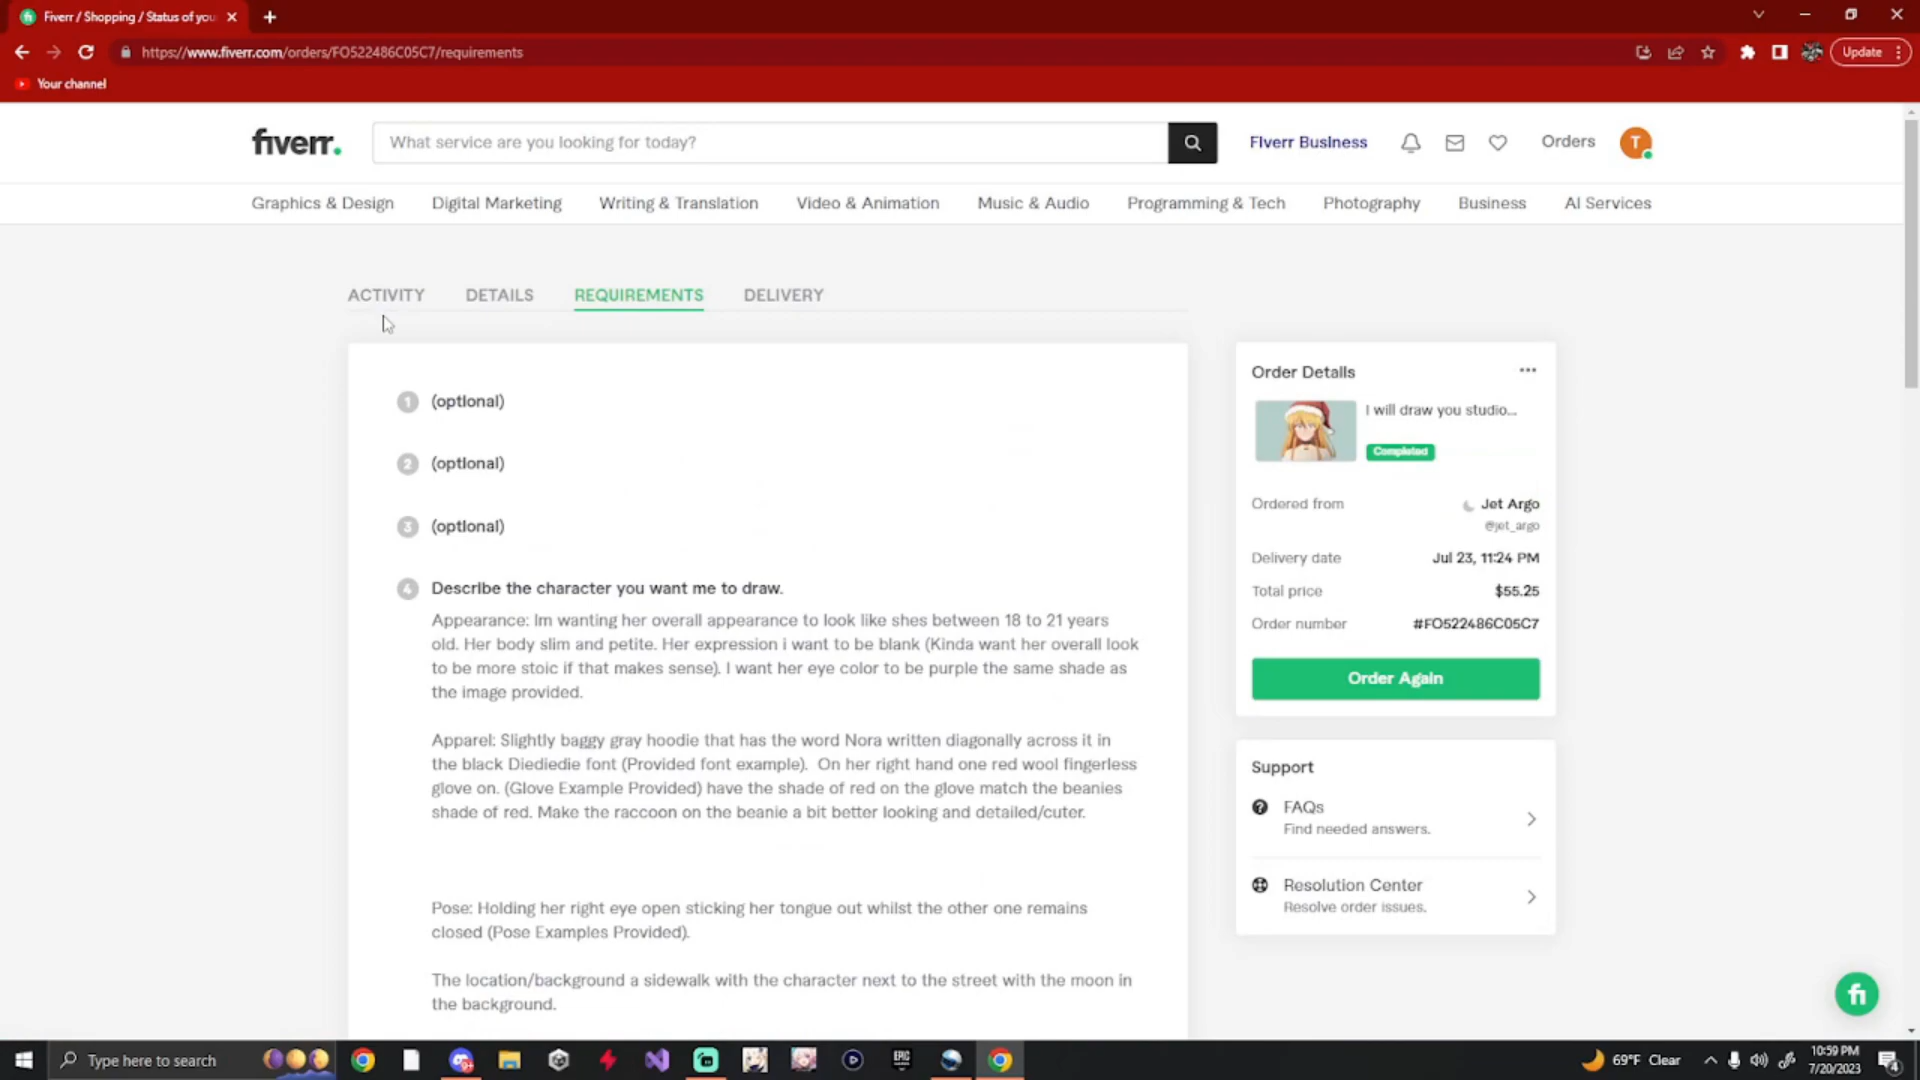 Fiverr / Shopping / Status of you
https://www.fiverr.com/orders/FO522486C05C7/requirements
Update
Your channel
fiverr.
What service are you looking for today?
Fiverr Business
Orders
T
Graphics & Design
Digital Marketing
Writing & Translation
Video & Animation
Music & Audio
Programming & Tech
Photography
Business
AI Services
ACTIVITY
DETAILS
REQUIREMENTS
DELIVERY
1 (optional)
2 (optional)
3 (optional)
4 Describe the character you want me to draw.
Appearance: Im wanting her overall appearance to look like shes between 18 to 21 years
old. Her body slim and petite. Her expression i want to be blank (Kinda want her overall look
to be more stoic if that makes sense). I want her eye color to be purple the same shade as
the image provided.
Apparel: Slightly baggy gray hoodie that has the word Nora written diagonally across it in
the black Diediedie font (Provided font example). On her right hand one red wool fingerless
glove on. (Glove Example Provided) have the shade of red on the glove match the beanies
shade of red. Make the raccoon on the beanie a bit better looking and detailed/cuter.
Pose: Holding her right eye open sticking her tongue out whilst the other one remains
closed (Pose Examples Provided).
The location/background a sidewalk with the character next to the street with the moon in
the background.
Order Details
I will draw you studio...
Completed
Ordered from
Jet Argo
@jet_argo
Delivery date
Jul 23, 11:24 PM
Total price
$55.25
Order number
#FO522486C05C7
Order Again
Support
FAQs
Find needed answers.
Resolution Center
Resolve order issues.
fi
Type here to search
EPIC
69°F Clear
10:59 PM
7/20/2023
4